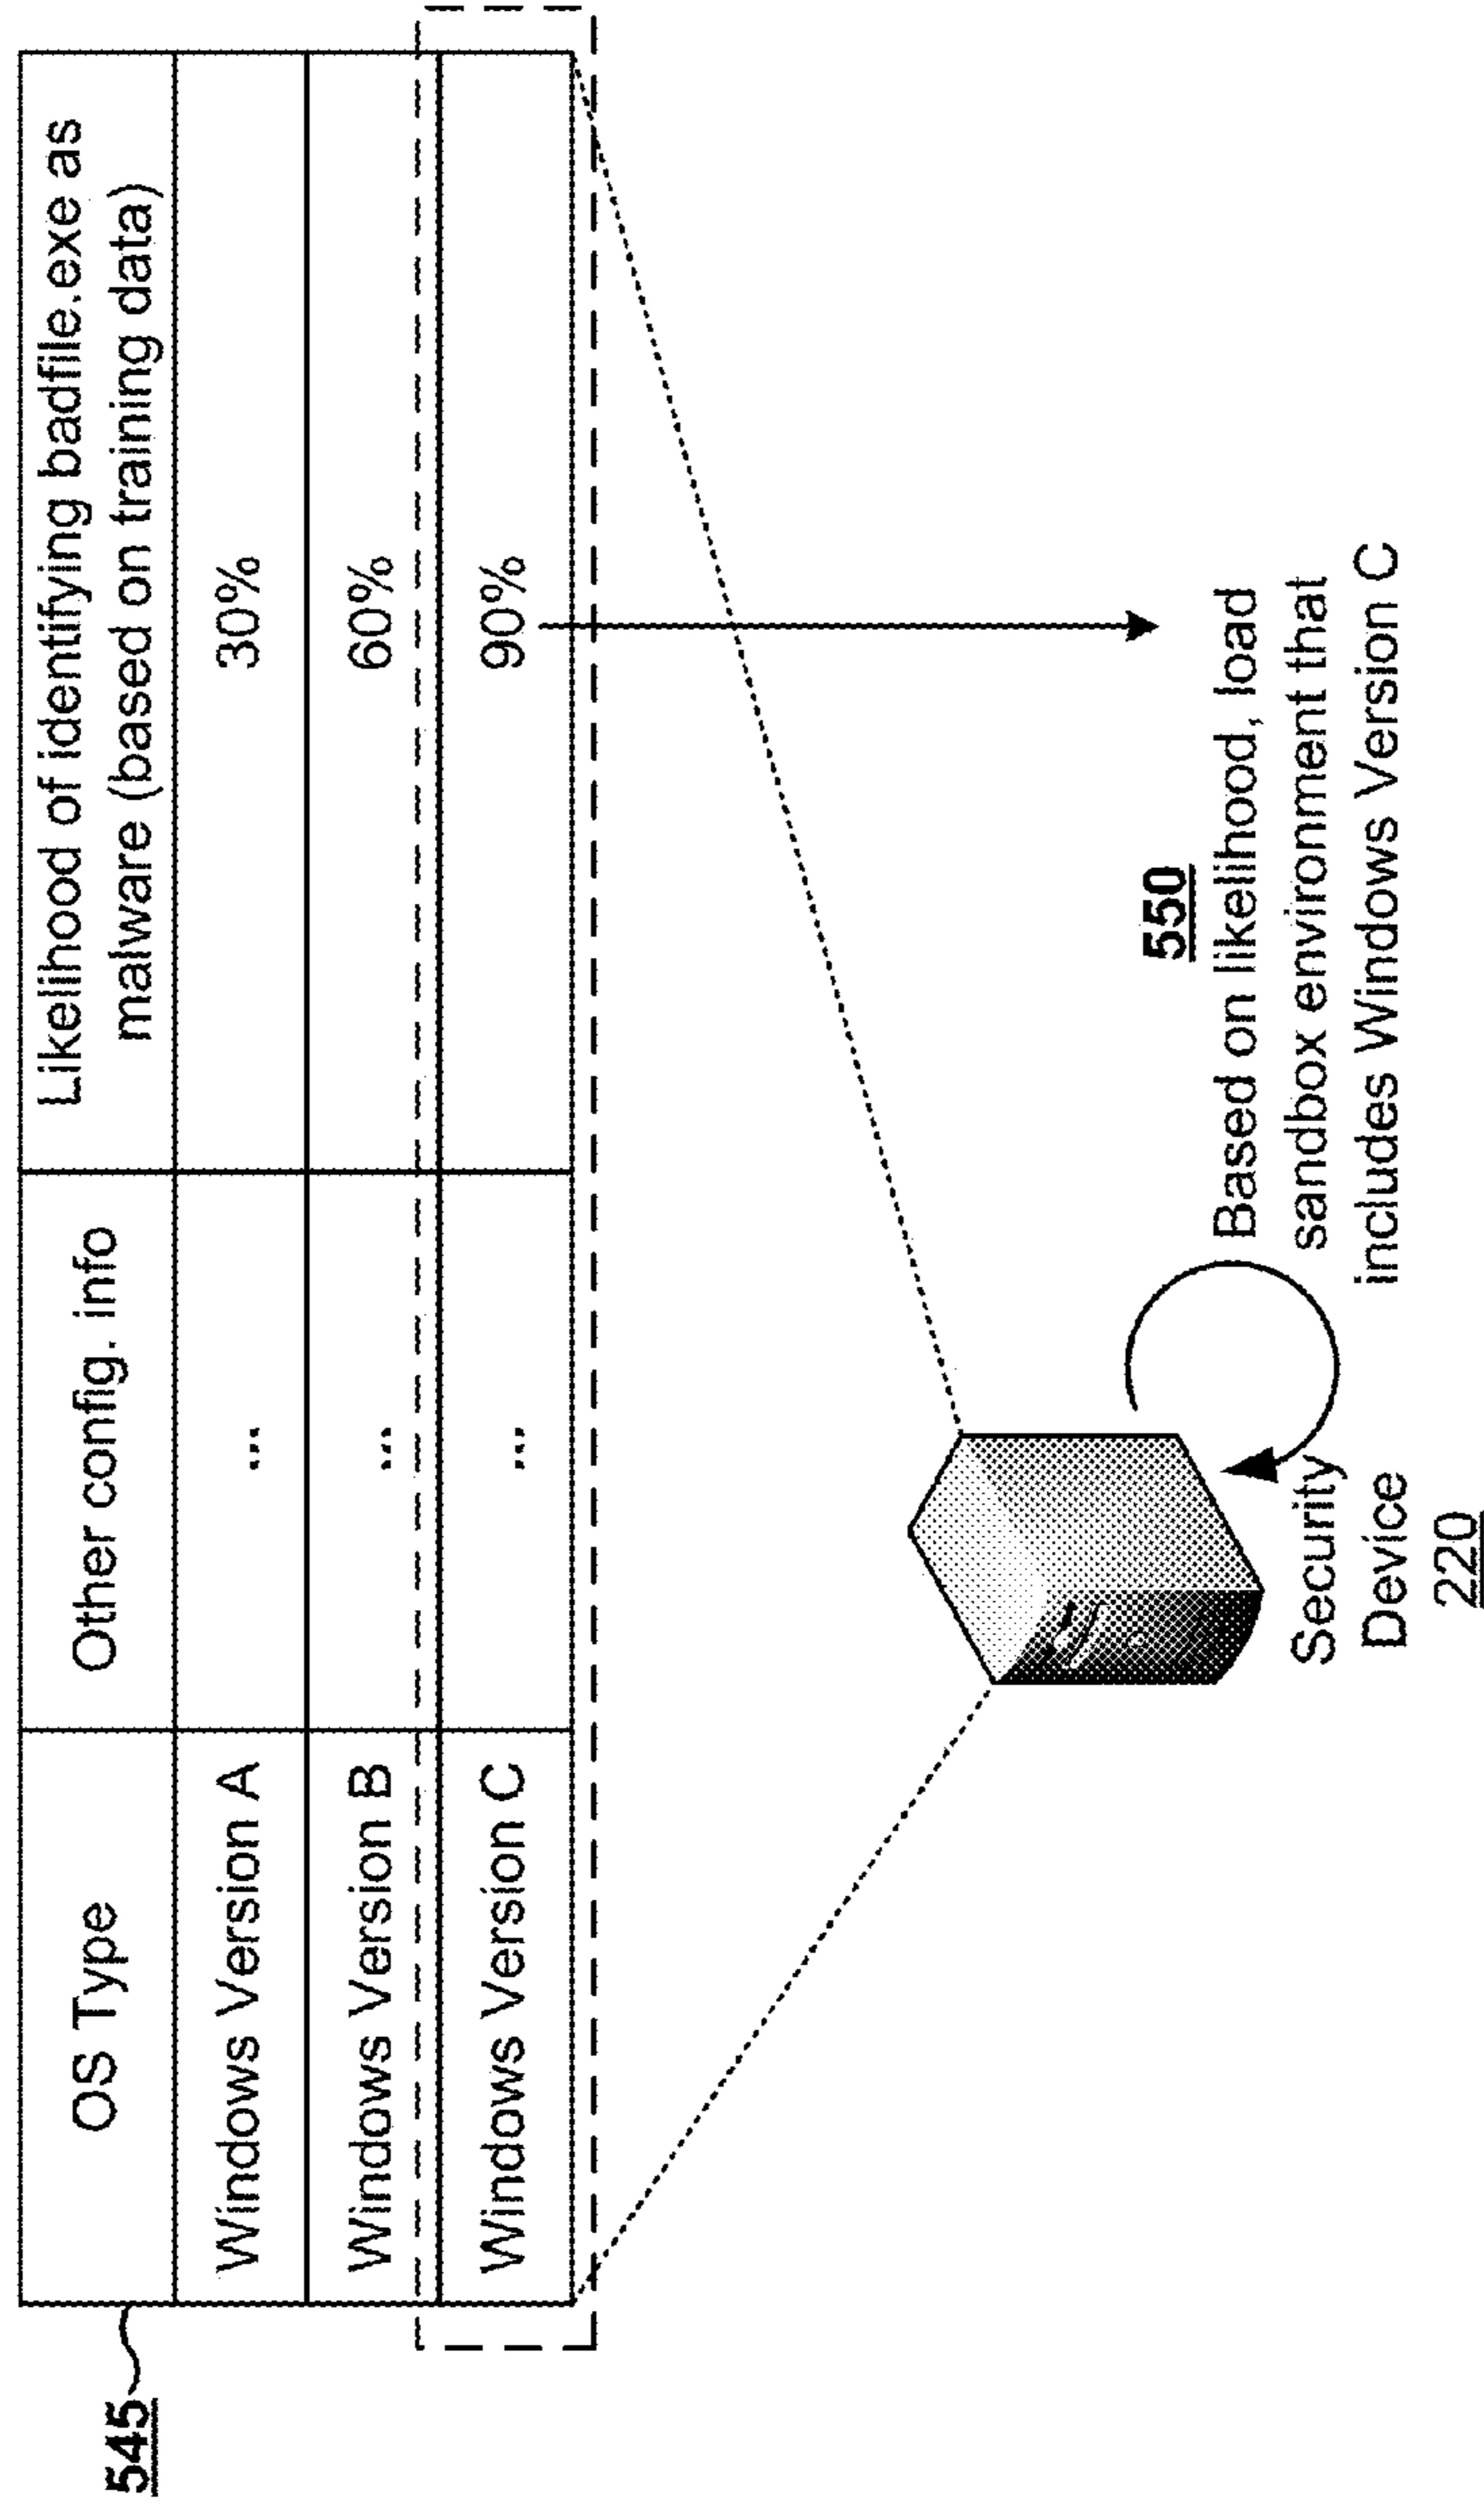 545
OS Type
Other config. info
Likelihood of identifying badfile.exe as
malware (based on training data)
Windows Version A
...
30%
Windows Version B
...
60%
Windows Version C
...
90%
550
Based on likelihood, load
sandbox environment that
includes Windows Version C
Security
Device
220